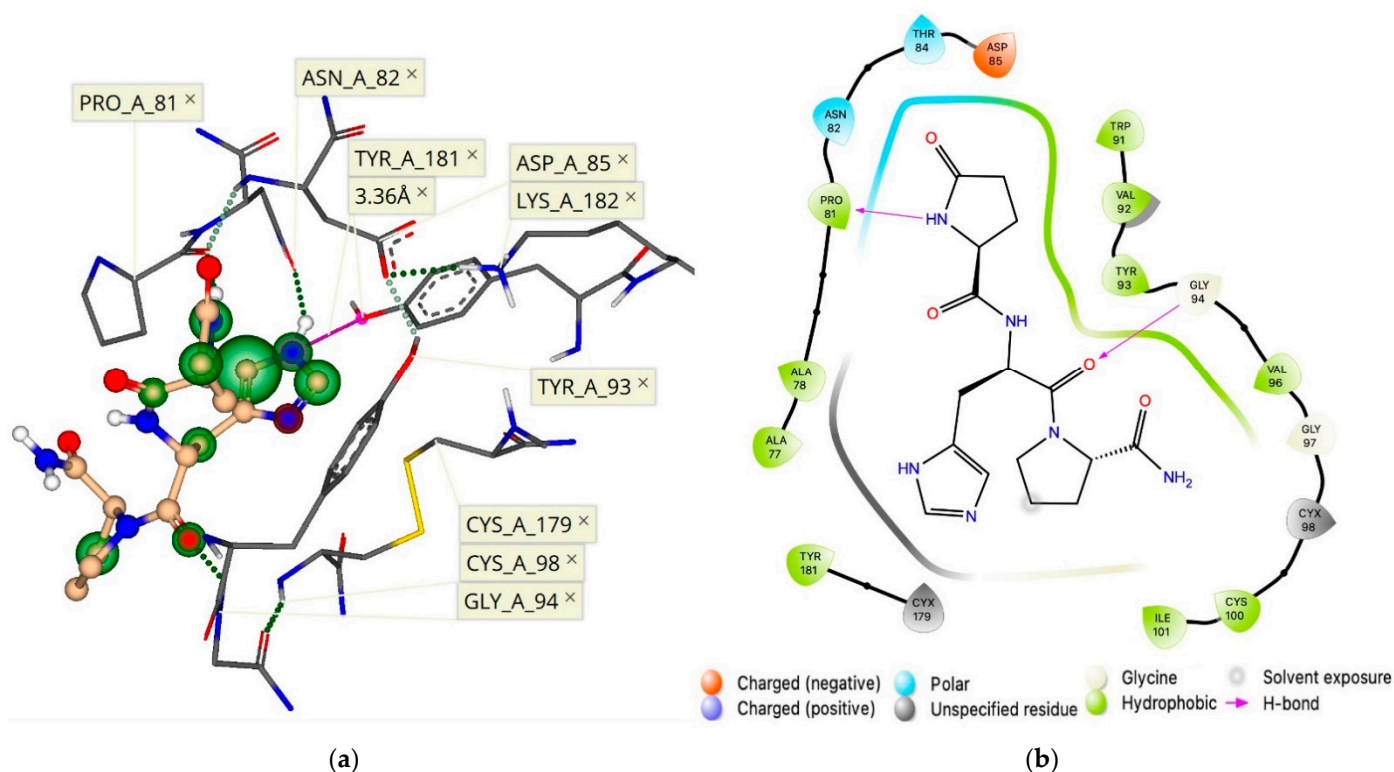 PRO_A_81 ×
ASN_A_82 ×
TYR_A_181 ×
3.36Å ×
ASP_A_85 ×
LYS_A_182 ×
TYR_A_93 ×
CYS_A_179 ×
CYS_A_98 ×
GLY_A_94 ×
THR
84
ASP
85
ASN
82
TRP
91
PRO
81
VAL
92
TYR
93
GLY
94
ALA
78
VAL
96
ALA
77
GLY
97
CYX
98
TYR
181
CYX
179
CYS
100
ILE
101
O
HN
O
NH
O
O
N
NH₂
HN
N
Charged (negative)
Charged (positive)
Polar
Unspecified residue
Glycine
Hydrophobic
Solvent exposure
H-bond
(a)
(b)